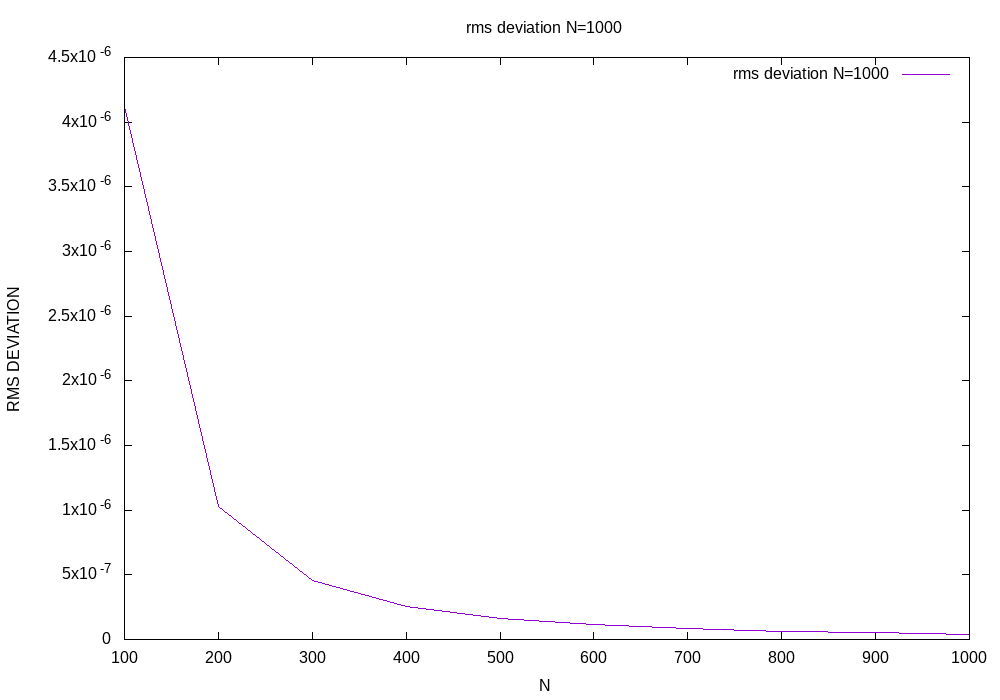 rms deviation N=1000
rms deviation N=1000
4.5x10 -6
4x10 -6
3.5x10 -6
3x10 -6
2.5x10 -6
2x10 -6
1.5x10 -6
1x10 -6
5x10 -7
0
RMS DEVIATION
100 200 300 400 500 600 700 800 900 1000
N